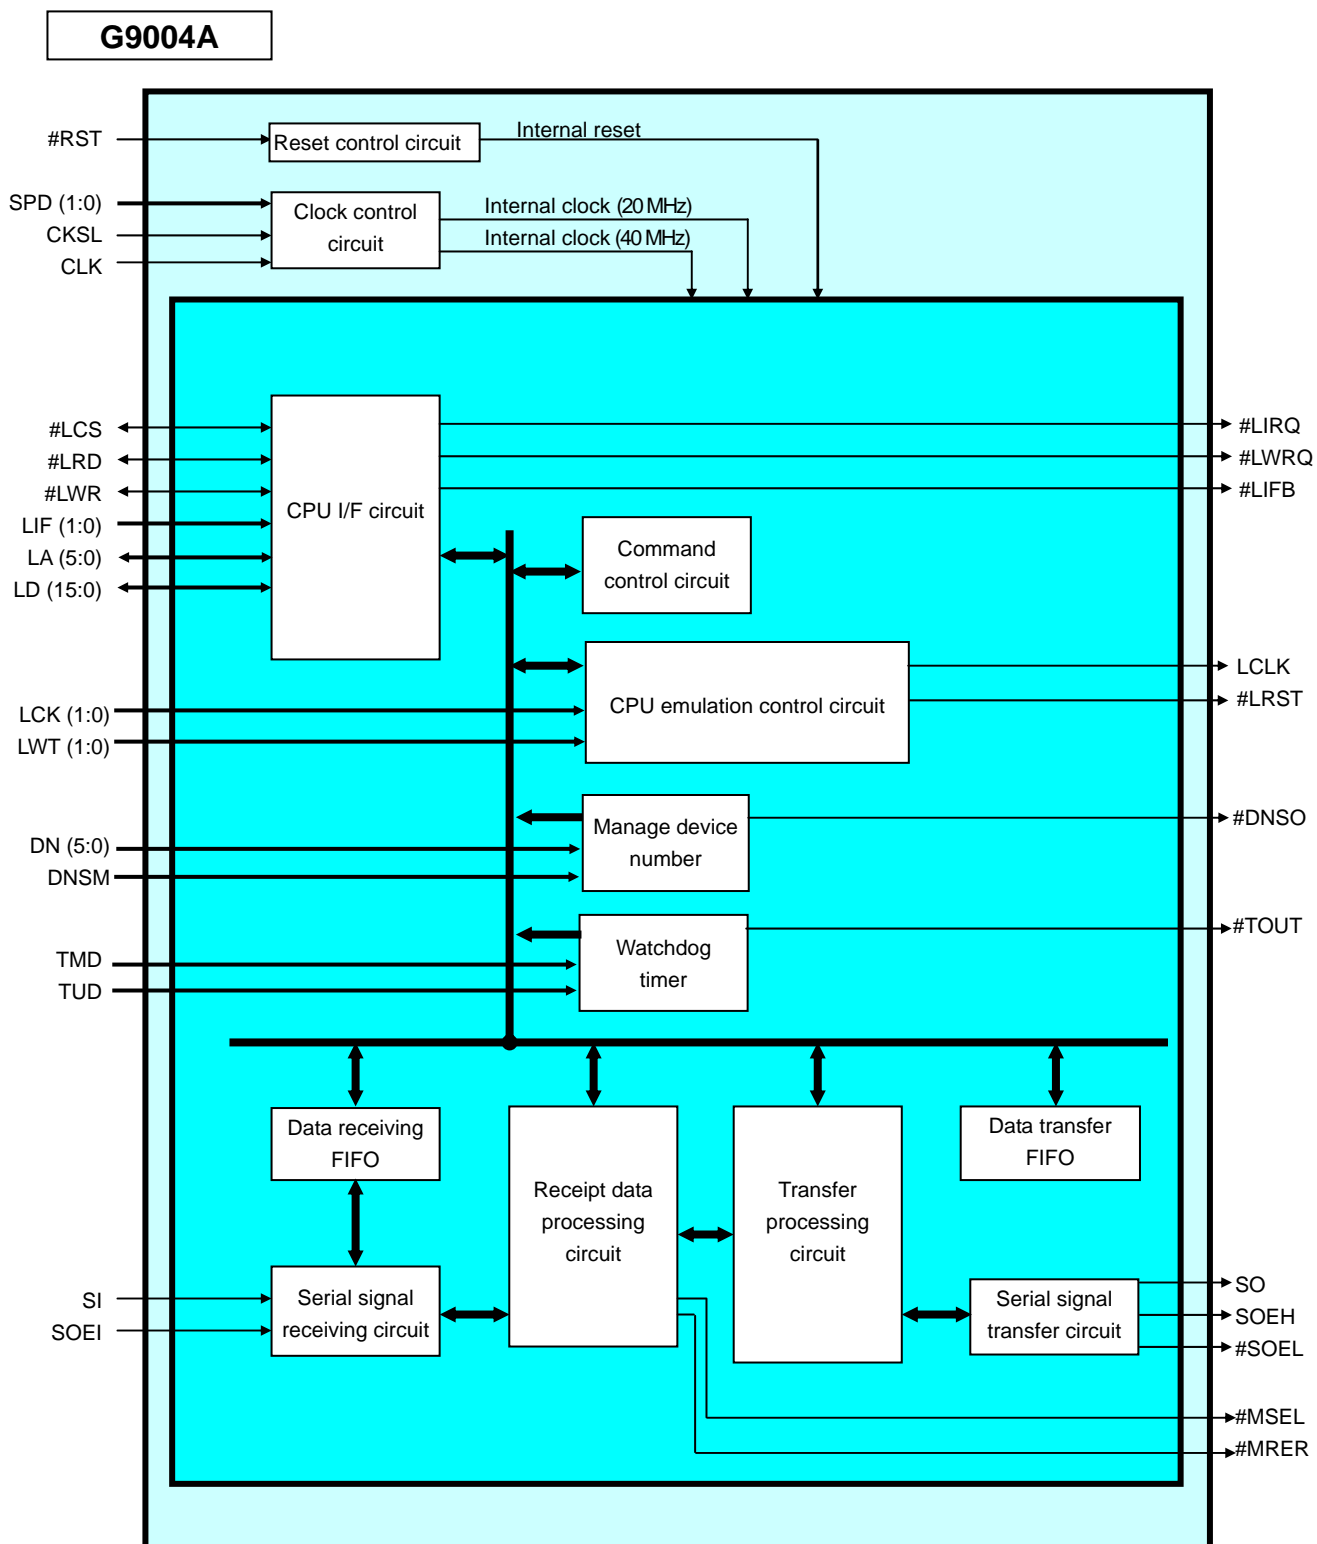 G9004A
#RST
Reset control circuit
Internal reset
SPD (1:0)
CKSL
CLK
Clock control
circuit
Internal clock (20 MHz)
Internal clock (40 MHz)
#LCS
#LRD
#LWR
LIF (1:0)
LA (5:0)
LD (15:0)
CPU I/F circuit
#LIRQ
#LWRQ
#LIFB
Command
control circuit
LCK (1:0)
LWT (1:0)
CPU emulation control circuit
LCLK
#LRST
DN (5:0)
DNSM
Manage device
number
#DNSO
TMD
TUD
Watchdog
timer
#TOUT
Data receiving
FIFO
Receipt data
processing
circuit
Transfer
processing
circuit
Data transfer
FIFO
SI
SOEI
Serial signal
receiving circuit
Serial signal
transfer circuit
SO
SOEH
#SOEL
#MSEL
#MRER